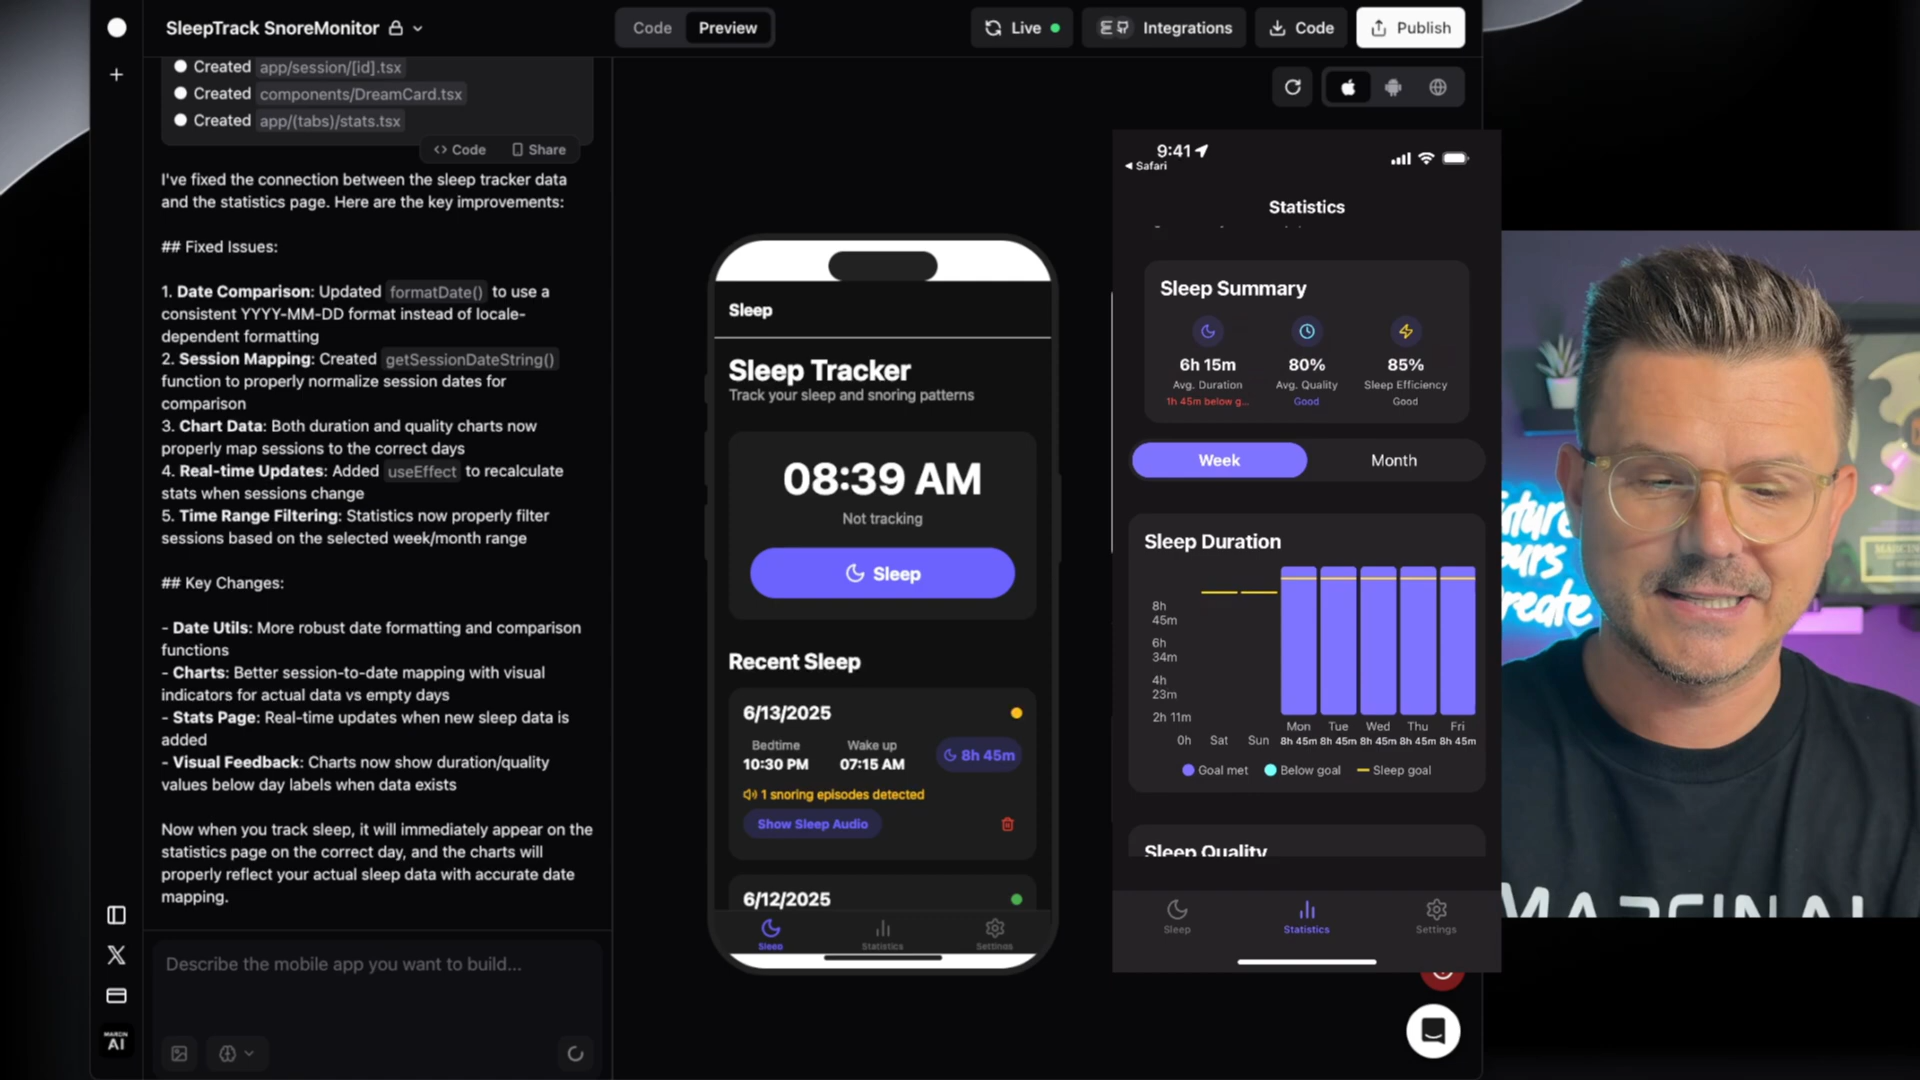 SleepTrack SnoreMonitor
Code
Preview
Live
Integrations
Code
Publish
Created app/session/[id].tsx
Created components/DreamCard.tsx
Created app/(tabs)/stats.tsx
Code
Share
I've fixed the connection between the sleep tracker data
and the statistics page. Here are the key improvements:
## Fixed Issues:
1. Date Comparison: Updated formatDate() to use a
consistent YYYY-MM-DD format instead of locale-
dependent formatting
2. Session Mapping: Created getSessionDateString()
function to properly normalize session dates for
comparison
3. Chart Data: Both duration and quality charts now
properly map sessions to the correct days
4. Real-time Updates: Added useEffect to recalculate
stats when sessions change
5. Time Range Filtering: Statistics now properly filter
sessions based on the selected week/month range
## Key Changes:
- Date Utils: More robust date formatting and comparison
functions
- Charts: Better session-to-date mapping with visual
indicators for actual data vs empty days
- Stats Page: Real-time updates when new sleep data is
added
- Visual Feedback: Charts now show duration/quality
values below day labels when data exists
Now when you track sleep, it will immediately appear on the
statistics page on the correct day, and the charts will
properly reflect your actual sleep data with accurate date
mapping.
Describe the mobile app you want to build...
MARCIN
AI
Sleep
Sleep Tracker
Track your sleep and snoring patterns
08:39 AM
Not tracking
Sleep
Recent Sleep
6/13/2025
Bedtime
Wake up
10:30 PM
07:15 AM
8h 45m
1 snoring episodes detected
Show Sleep Audio
6/12/2025
Sleep
Statistics
Settings
9:41
Safari
Statistics
Sleep Summary
6h 15m
80%
85%
Avg. Duration
Avg. Quality
Sleep Efficiency
1h 45m below g...
Good
Good
Week
Month
Sleep Duration
8h
45m
6h
34m
4h
23m
2h 11m
0h
Sat
Sun
Mon
Tue
Wed
Thu
Fri
8h 45m 8h 45m 8h 45m 8h 45m 8h 45m
Goal met
Below goal
Sleep goal
Sleep Quality
Sleep
Statistics
Settings